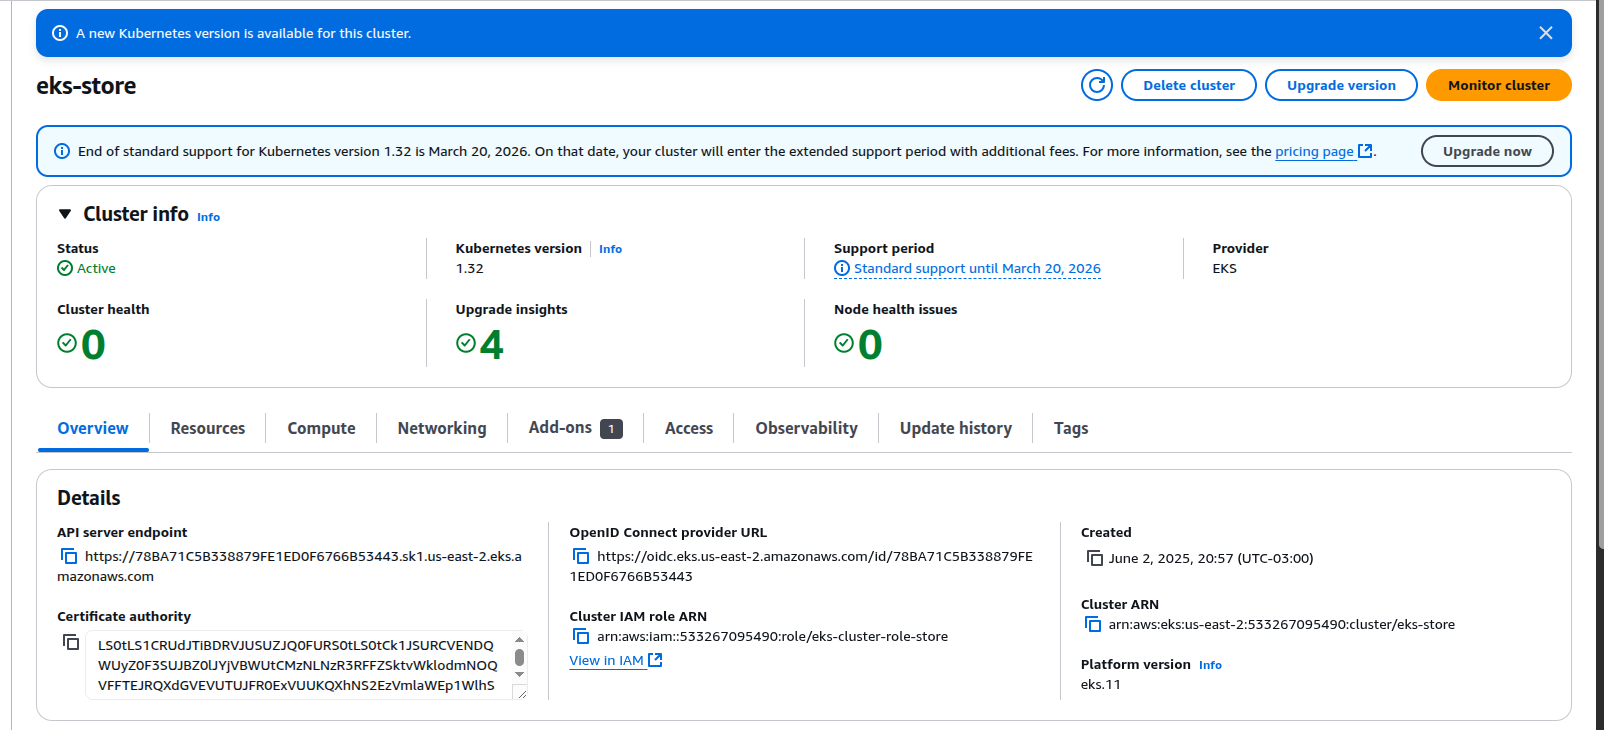 A new Kubernetes version is available for this cluster.
eks-store
Delete cluster
Upgrade version
Monitor cluster
End of standard support for Kubernetes version 1.32 is March 20, 2026. On that date, your cluster will enter the extended support period with additional fees. For more information, see the pricing page.
Upgrade now
Cluster info Info
Status
Active
Kubernetes version Info
1.32
Support period
Standard support until March 20, 2026
Provider
EKS
Cluster health
0
Upgrade insights
4
Node health issues
0
Overview
Resources
Compute
Networking
Add-ons 1
Access
Observability
Update history
Tags
Details
API server endpoint
https://78BA71C5B338879FE1ED0F6766B53443.sk1.us-east-2.eks.a
mazonaws.com
Certificate authority
LS0tLS1CRUdJTiBDRVJUSUZJQ0FURS0tLS0tCk1JSURCVENDQ
WUyZ0F3SUJBZ0lJYjVBWUtCMzNLNzR3RFFZSktvWklodmNOQ
VFFTEJRQXdGVEVUTUJFR0ExVUUKQXhNS2EzVmlaWEp1WlhS
OpenID Connect provider URL
https://oidc.eks.us-east-2.amazonaws.com/id/78BA71C5B338879FE
1ED0F6766B53443
Cluster IAM role ARN
arn:aws:iam::533267095490:role/eks-cluster-role-store
View in IAM
Created
June 2, 2025, 20:57 (UTC-03:00)
Cluster ARN
arn:aws:eks:us-east-2:533267095490:cluster/eks-store
Platform version Info
eks.11